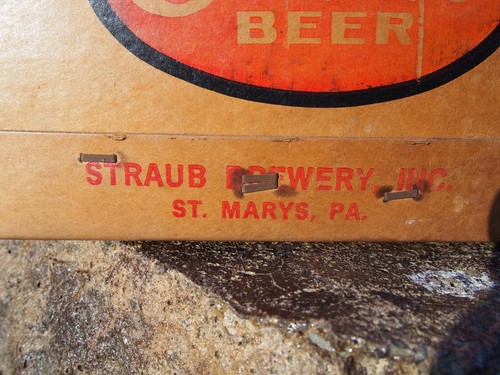 BEER
STRAUB BREWERY, INC.
ST. MARYS, PA.